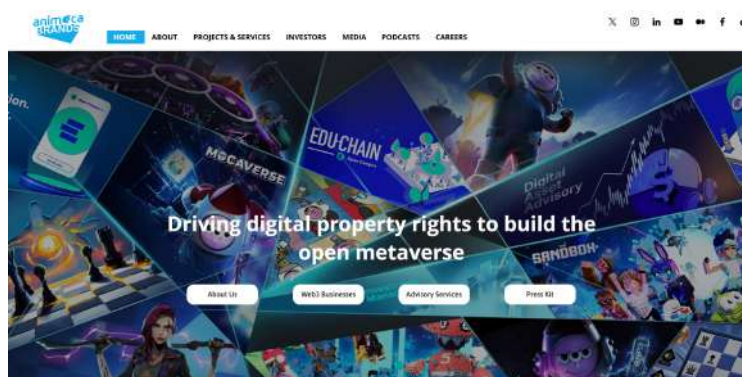 animoca
BRANDS
HOME ABOUT PROJECTS & SERVICES INVESTORS MEDIA PODCASTS CAREERS
EDU·CHAIN
MOCAVERSE
Digital
Asset
Advisory
Driving digital property rights to build the
open metaverse
SANDBOX
About Us Web3 Businesses Advisory Services Press Kit